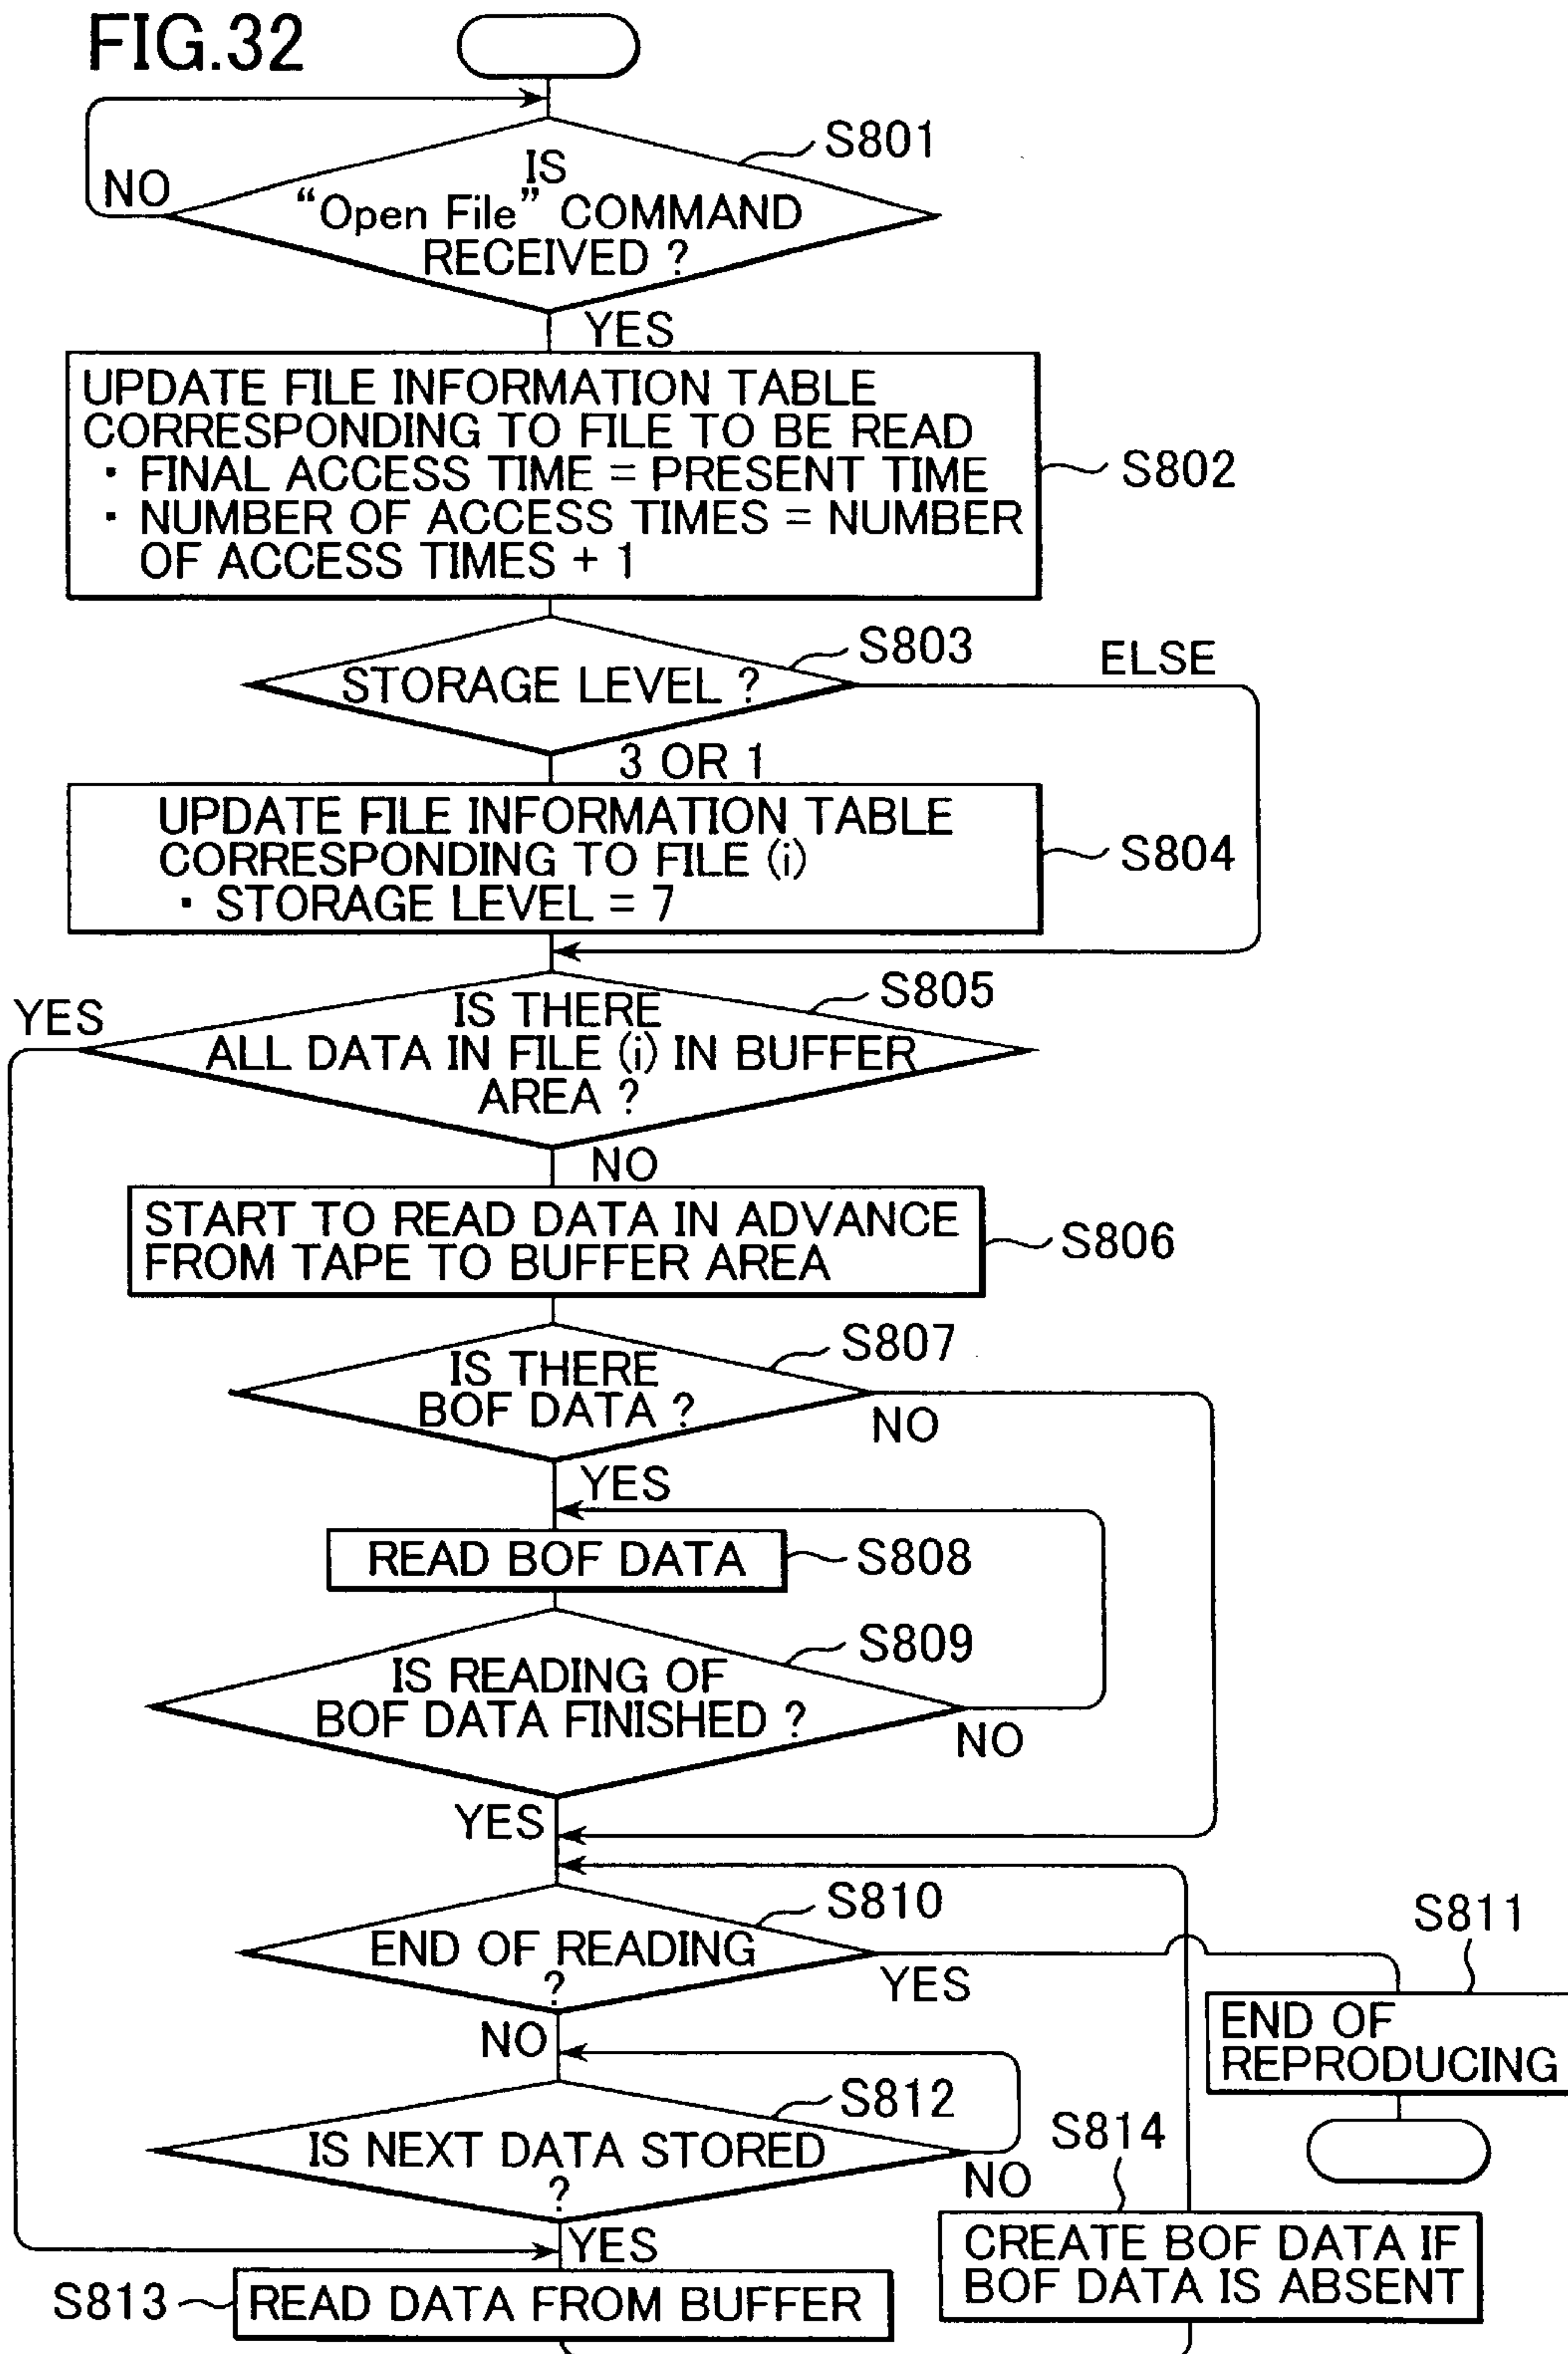 FIG.32
S801
IS
“Open File” COMMAND
RECEIVED ?
NO
YES
UPDATE FILE INFORMATION TABLE
CORRESPONDING TO FILE TO BE READ
・ FINAL ACCESS TIME = PRESENT TIME
・ NUMBER OF ACCESS TIMES = NUMBER
OF ACCESS TIMES + 1
S802
S803
STORAGE LEVEL ?
ELSE
3 OR 1
UPDATE FILE INFORMATION TABLE
CORRESPONDING TO FILE (i)
・ STORAGE LEVEL = 7
S804
S805
YES
IS THERE
ALL DATA IN FILE (i) IN BUFFER
AREA ?
NO
START TO READ DATA IN ADVANCE
FROM TAPE TO BUFFER AREA
S806
S807
IS THERE
BOF DATA ?
NO
YES
READ BOF DATA
S808
S809
IS READING OF
BOF DATA FINISHED ?
NO
YES
S810
END OF READING
?
YES
S811
END OF
REPRODUCING
NO
S812
IS NEXT DATA STORED
?
NO
S814
CREATE BOF DATA IF
BOF DATA IS ABSENT
YES
S813
READ DATA FROM BUFFER